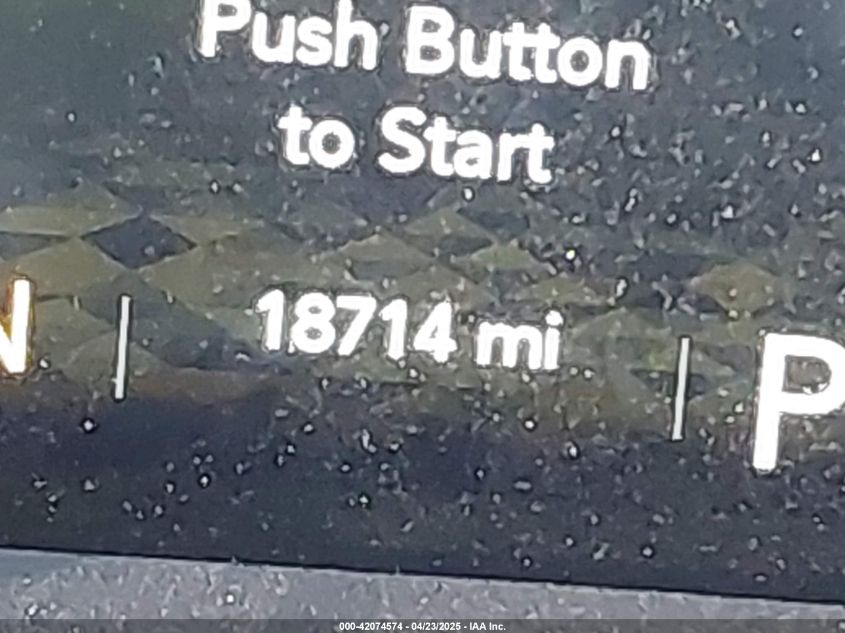 Push Button
to Start
N | 18714 mi | P
000-42074574 - 04/23/2025 - IAA Inc.